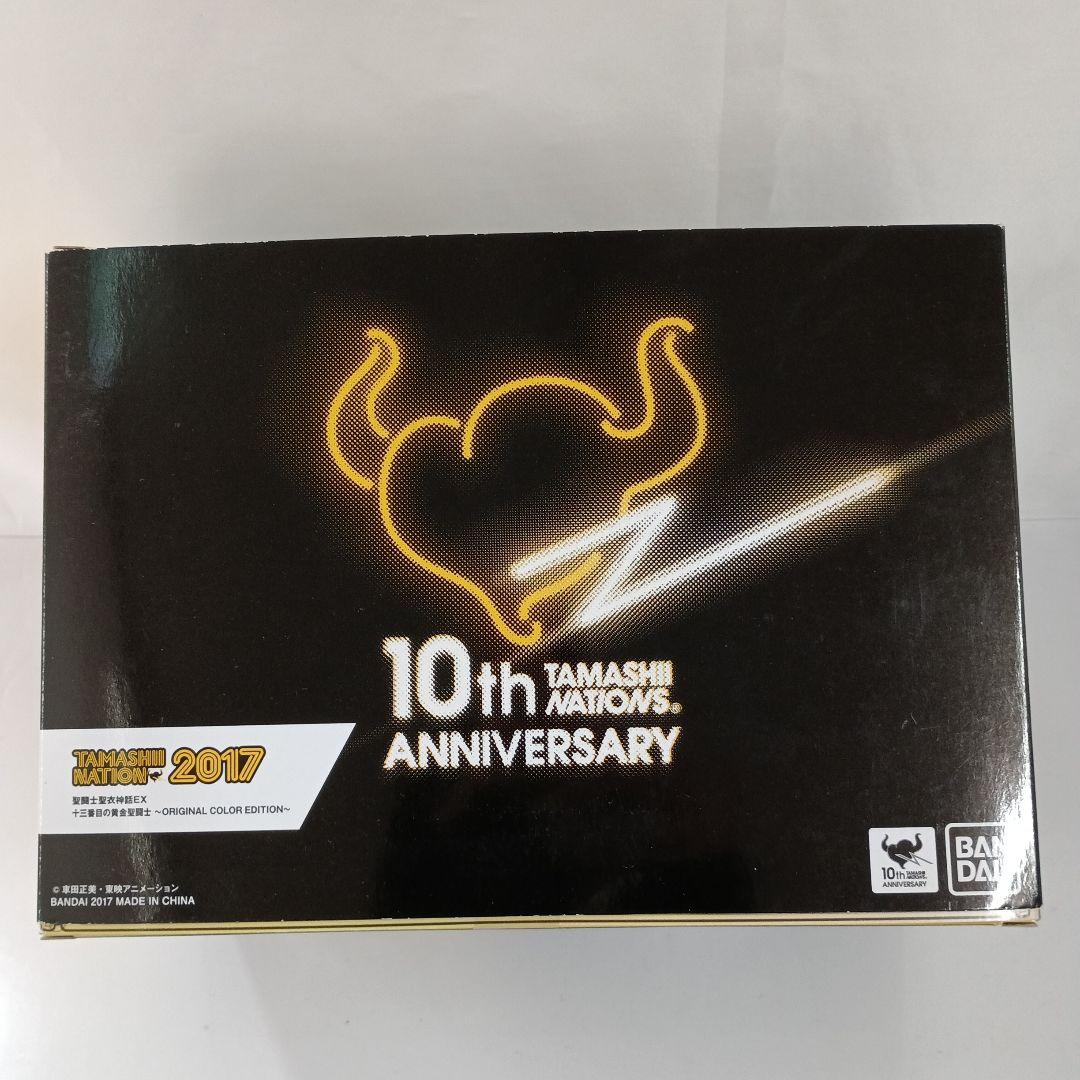 10th TAMASHII
NATIONS®
ANNIVERSARY
TAMASHII
NATION 2017
聖闘士聖衣神話EX
十三番目の黄金聖闘士 ~ORIGINAL COLOR EDITION~
© 車田正美・東映アニメーション
BANDAI 2017 MADE IN CHINA
10th TAMASHII
NATIONS
ANNIVERSARY
BAN
DAI